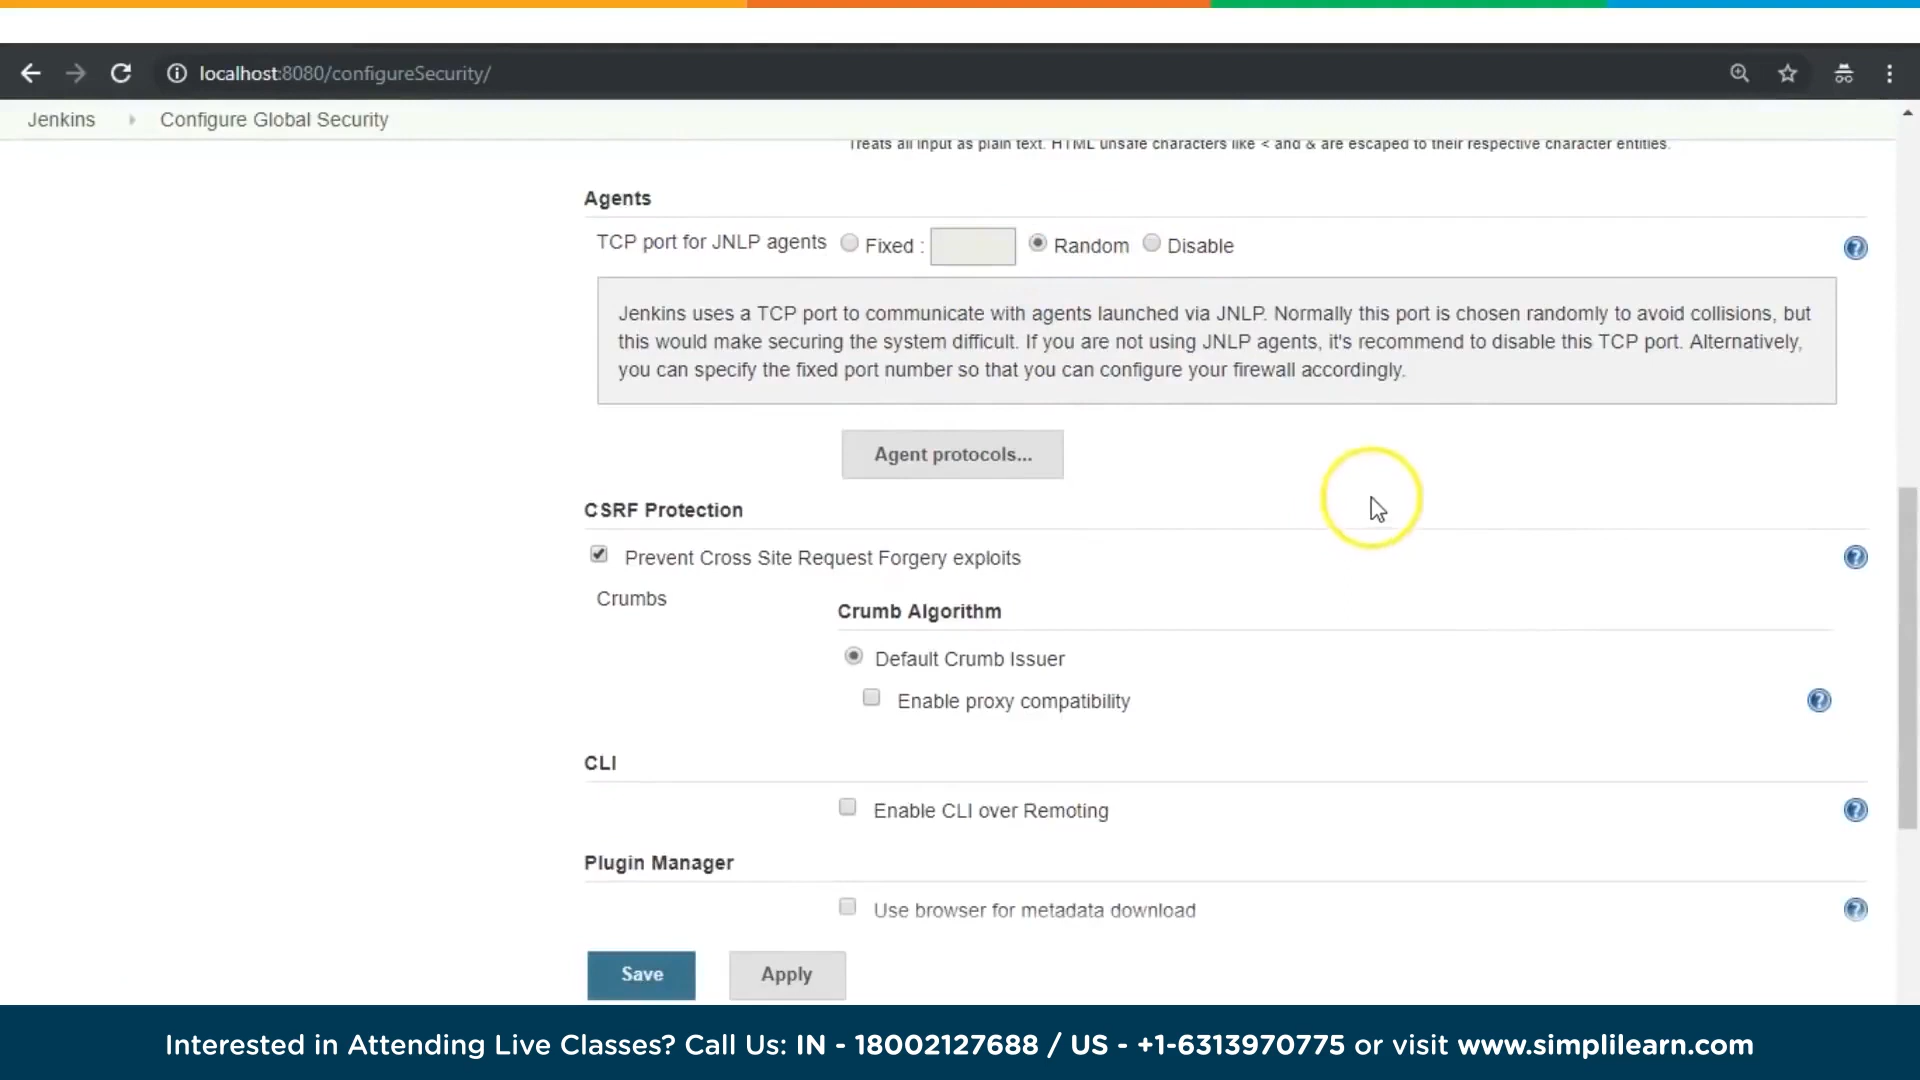 localhost:8080/configureSecurity/
Jenkins Configure Global Security
Treats all input as plain text. HTML unsafe characters like < and & are escaped to their respective character entities.
Agents
TCP port for JNLP agents Fixed : Random Disable
Jenkins uses a TCP port to communicate with agents launched via JNLP. Normally this port is chosen randomly to avoid collisions, but
this would make securing the system difficult. If you are not using JNLP agents, it's recommend to disable this TCP port. Alternatively,
you can specify the fixed port number so that you can configure your firewall accordingly.
Agent protocols...
CSRF Protection
Prevent Cross Site Request Forgery exploits
Crumbs
Crumb Algorithm
Default Crumb Issuer
Enable proxy compatibility
CLI
Enable CLI over Remoting
Plugin Manager
Use browser for metadata download
Save Apply
Interested in Attending Live Classes? Call Us: IN - 18002127688 / US - +1-6313970775 or visit www.simplilearn.com